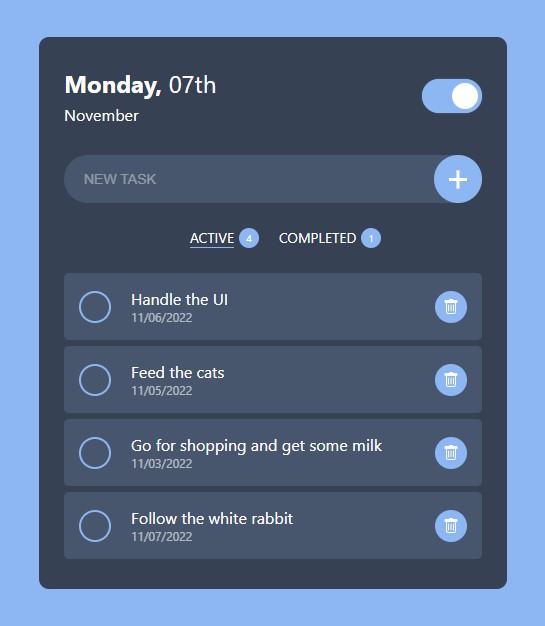 Monday, 07th
November
NEW TASK
ACTIVE 4 COMPLETED 1
Handle the UI
11/06/2022
Feed the cats
11/05/2022
Go for shopping and get some milk
11/03/2022
Follow the white rabbit
11/07/2022